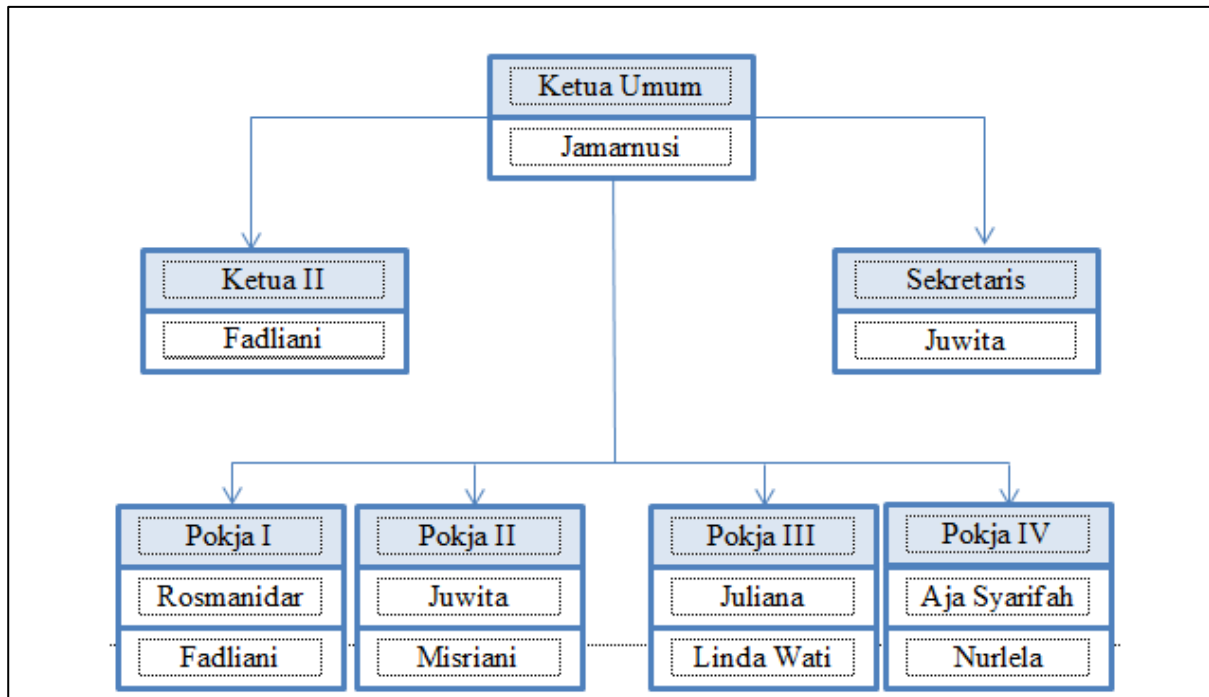 Ketua Umum
Jamarnusi
Ketua II
Fadliani
Sekretaris
Juwita
Pokja I
Rosmanidar
Fadliani
Pokja II
Juwita
Misriani
Pokja III
Juliana
Linda Wati
Pokja IV
Aja Syarifah
Nurlela